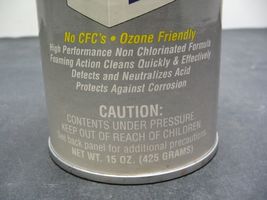 No CFC's • Ozone Friendly
High Performance Non Chlorinated Formula
Foaming Action Cleans Quickly & Effectively
Detects and Neutralizes Acid
Protects Against Corrosion
CAUTION:
CONTENTS UNDER PRESSURE.
KEEP OUT OF REACH OF CHILDREN.
See back panel for additional precautions.
NET WT. 15 OZ. (425 GRAMS)